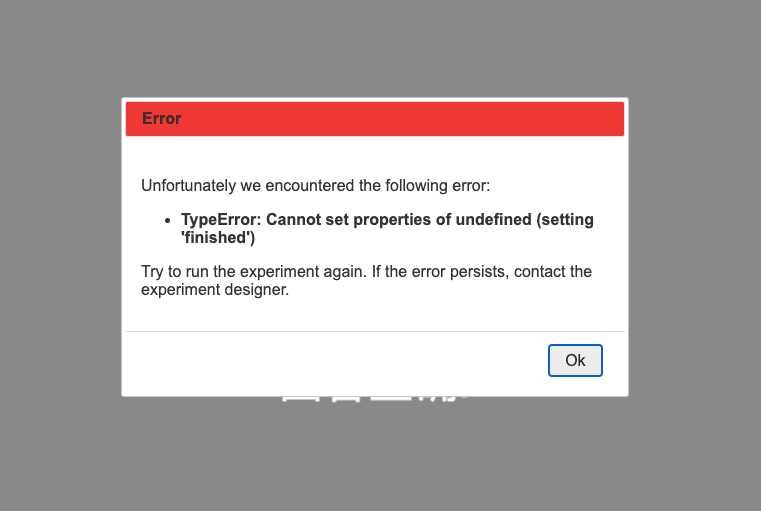 Error
Unfortunately we encountered the following error:
• TypeError: Cannot set properties of undefined (setting
'finished')
Try to run the experiment again. If the error persists, contact the
experiment designer.
Ok